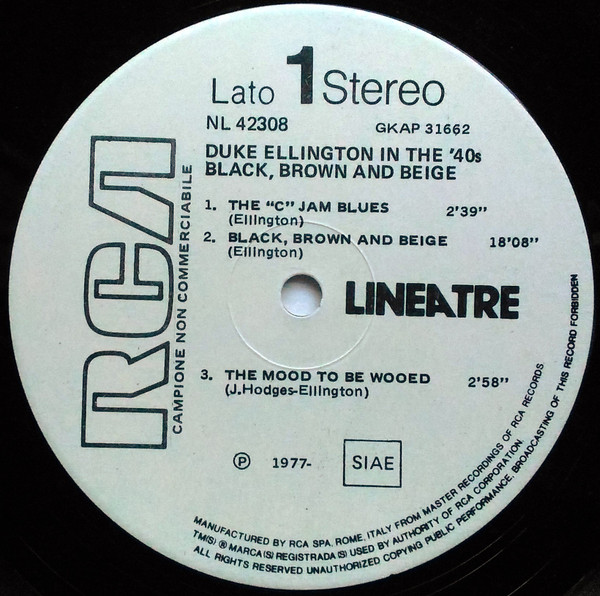 Lato 1 Stereo
NL 42308
GKAP 31662
DUKE ELLINGTON IN THE '40s
BLACK, BROWN AND BEIGE
1. THE "C" JAM BLUES 2'39"
(Ellington)
2. BLACK, BROWN AND BEIGE 18'08"
(Ellington)
RCA
CAMPIONE NON COMMERCIABILE
LINEATRE
3. THE MOOD TO BE WOOED 2'58"
(J.Hodges-Ellington)
Ⓟ 1977-
SIAE
MANUFACTURED BY RCA SPA. ROME, ITALY FROM MASTER RECORDINGS OF RCA RECORDS
TM(S) ® MARCA(S) REGISTRADA(S) USED BY AUTHORITY OF RCA CORPORATION.
ALL RIGHTS RESERVED UNAUTHORIZED COPYING PUBLIC PERFORMANCE, BROADCASTING OF THIS RECORD FORBIDDEN